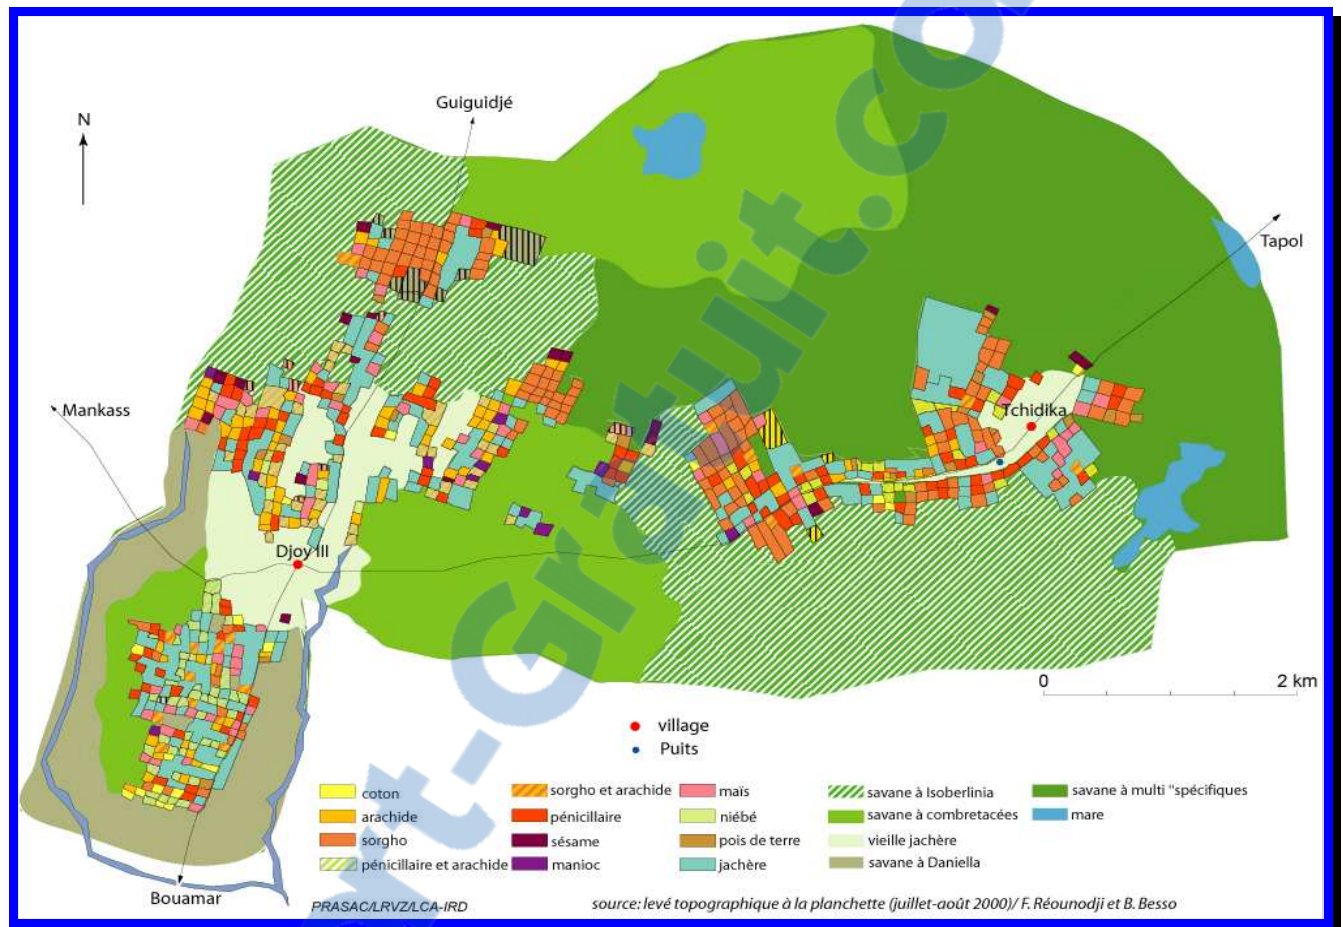 Guiguidjé
N
Tapol
Mankass
Tchidika
Djoy III
0 2 km
village
Puits
coton
sorgho et arachide
maïs
savane à Isoberlinia
savane à multi "spécifiques
arachide
pénicillaire
niébé
savane à combretacées
mare
sorgho
sésame
pois de terre
vieille jachère
pénicillaire et arachide
manioc
jachère
savane à Daniella
Bouamar
PRASAC/LRVZ/LCA-IRD
source: levé topographique à la planchette (juillet-août 2000)/ F. Réounodji et B. Besso
rt-Gratuit.co